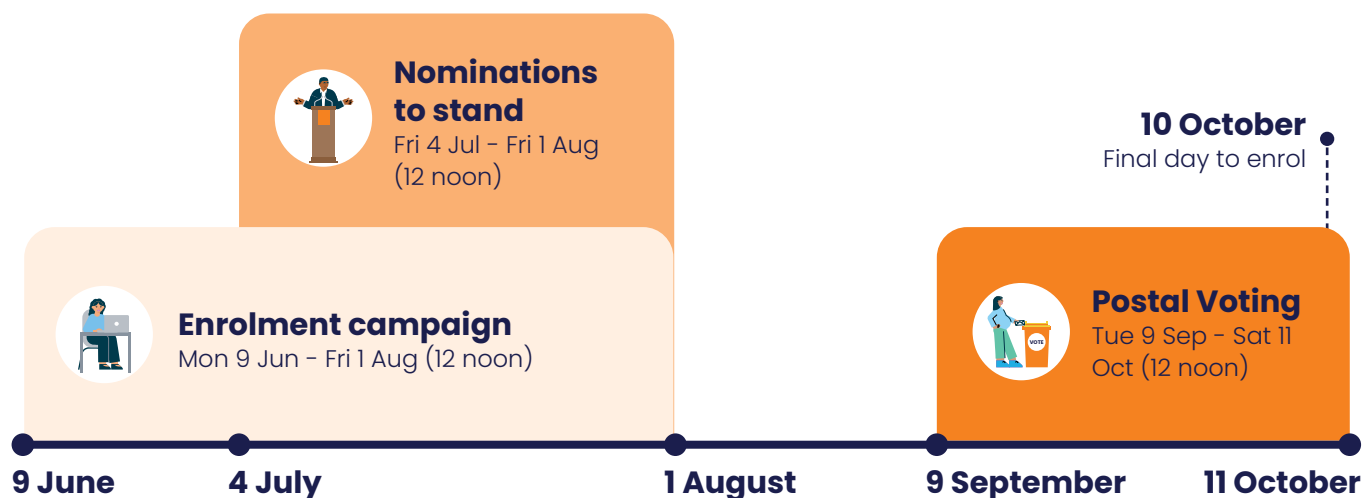 Nominations
to stand
Fri 4 Jul - Fri 1 Aug
(12 noon)
10 October
Final day to enrol
Enrolment campaign
Mon 9 Jun - Fri 1 Aug (12 noon)
Postal Voting
Tue 9 Sep - Sat 11
Oct (12 noon)
VOTE
9 June
4 July
1 August
9 September
11 October